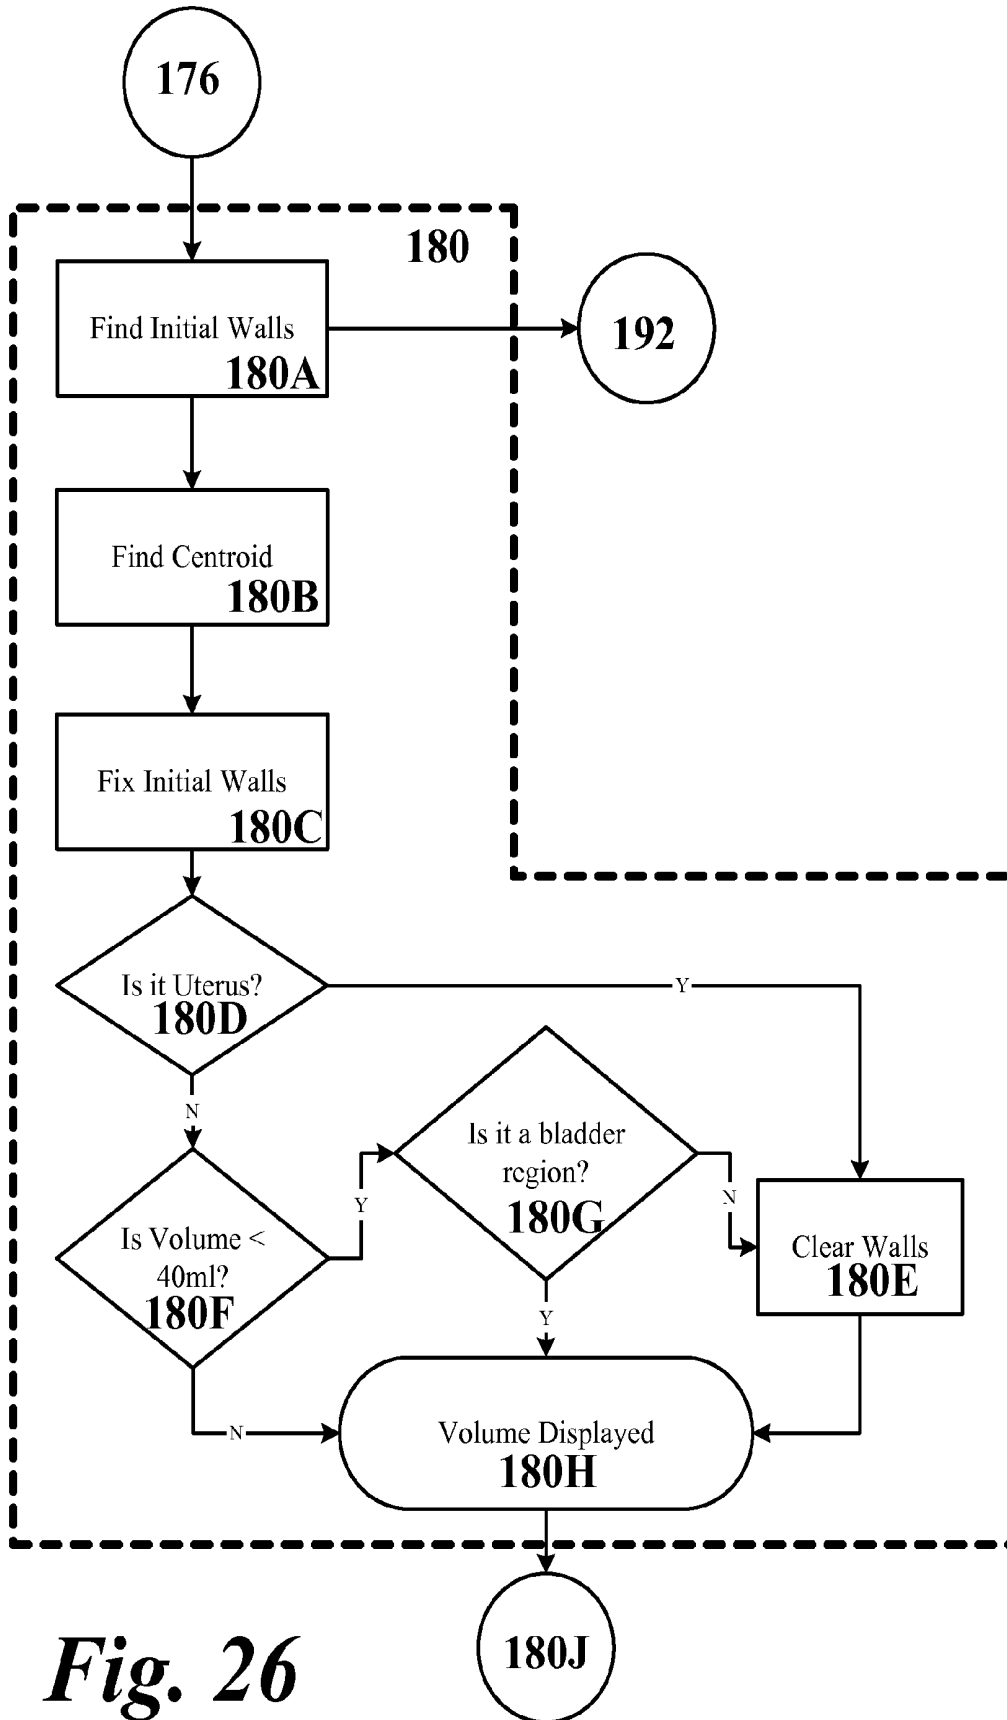 176
180
Find Initial Walls
180A
192
Find Centroid
180B
Fix Initial Walls
180C
Is it Uterus?
180D
Y
N
Is it a bladder
region?
180G
Y
N
Is Volume <
40ml?
180F
Clear Walls
180E
Y
N
Volume Displayed
180H
180J
Fig. 26